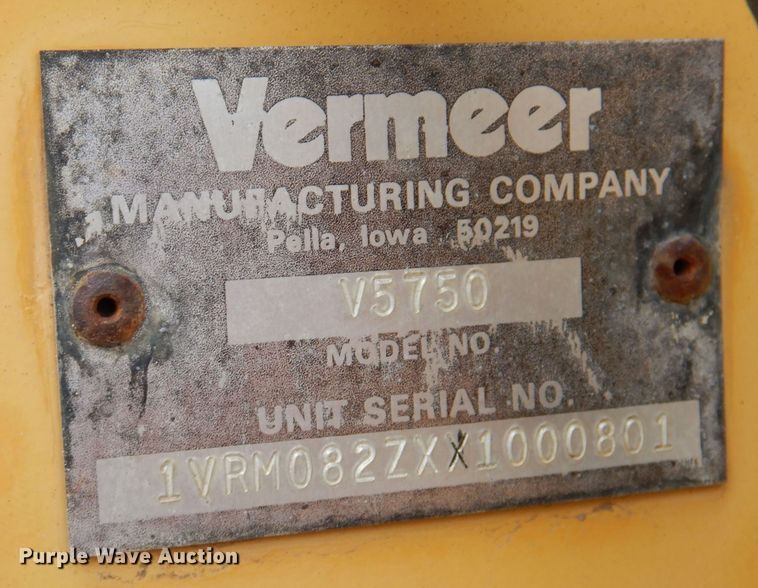 Vermeer
MANUFACTURING COMPANY
Pella, Iowa 50219
V5750
MODEL NO.
UNIT SERIAL NO.
1VRM082ZXX1000801
Purple Wave Auction